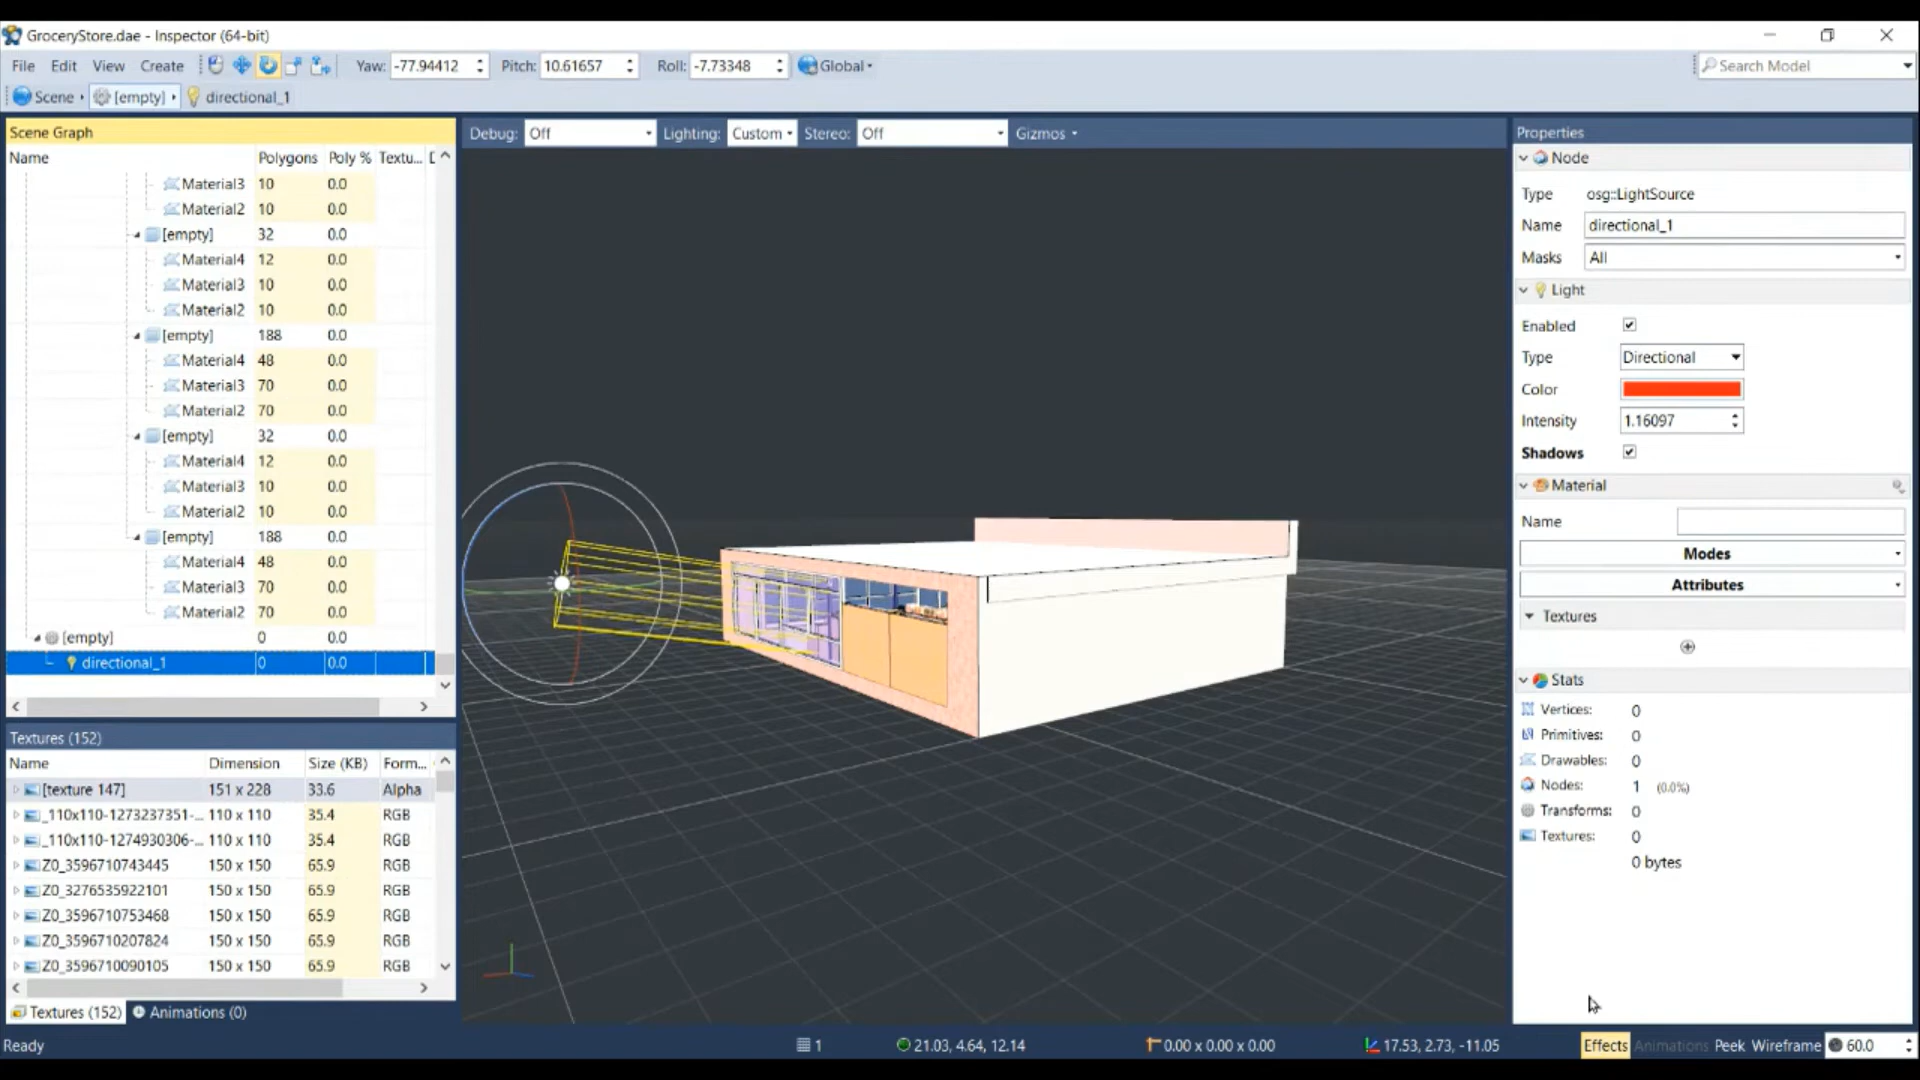 GroceryStore.dae - Inspector (64-bit)
File Edit View Create Yaw: -77.94412 Pitch: 10.61657 Roll: -7.73348 Global Search Model
Scene [empty] directional_1
Scene Graph
Name Polygons Poly % Textu...
Material3 10 0.0
Material2 10 0.0
[empty] 32 0.0
Material4 12 0.0
Material3 10 0.0
Material2 10 0.0
[empty] 188 0.0
Material4 48 0.0
Material3 70 0.0
Material2 70 0.0
[empty] 32 0.0
Material4 12 0.0
Material3 10 0.0
Material2 10 0.0
[empty] 188 0.0
Material4 48 0.0
Material3 70 0.0
Material2 70 0.0
[empty] 0 0.0
directional_1 0 0.0
Textures (152)
Name Dimension Size (KB) Form...
[texture 147] 151 x 228 33.6 Alpha
_110x110-1273237351-... 110 x 110 35.4 RGB
_110x110-1274930306-... 110 x 110 35.4 RGB
Z0_3596710743445 150 x 150 65.9 RGB
Z0_3276535922101 150 x 150 65.9 RGB
Z0_3596710753468 150 x 150 65.9 RGB
Z0_3596710207824 150 x 150 65.9 RGB
Z0_3596710090105 150 x 150 65.9 RGB
Textures (152) Animations (0)
Debug: Off Lighting: Custom Stereo: Off Gizmos
Properties
Node
Type osg::LightSource
Name directional_1
Masks All
Light
Enabled
Type Directional
Color
Intensity 1.16097
Shadows
Material
Name
Modes
Attributes
Textures
Stats
Vertices: 0
Primitives: 0
Drawables: 0
Nodes: 1 (0.0%)
Transforms: 0
Textures: 0
0 bytes
Ready 1 21.03, 4.64, 12.14 0.00 x 0.00 x 0.00 17.53, 2.73, -11.05 Effects Animations Peek Wireframe 60.0